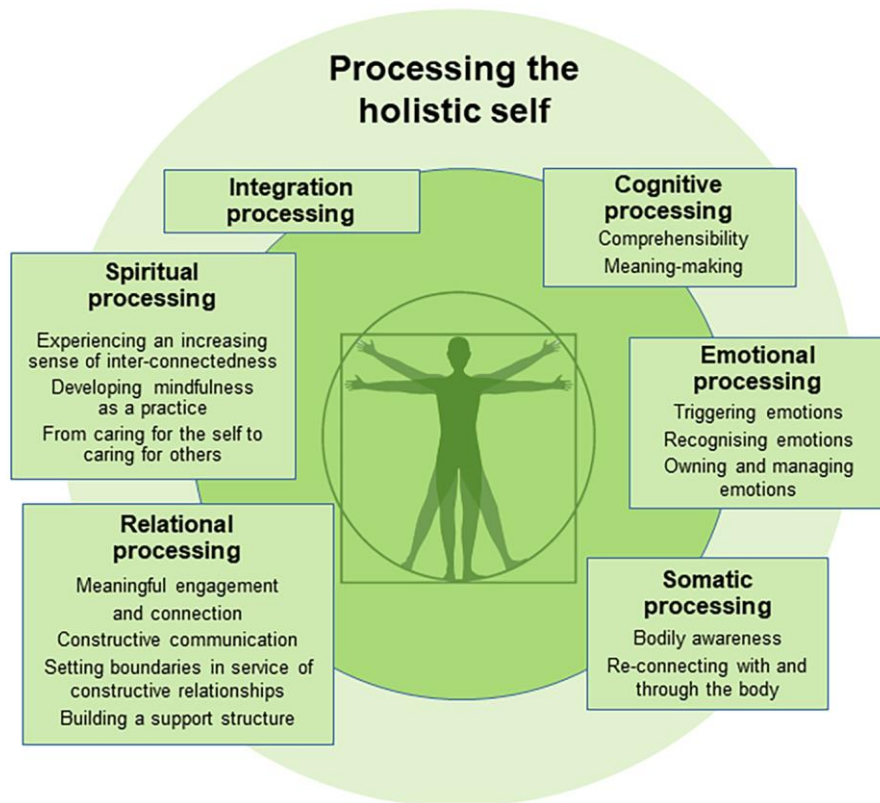 Processing the
holistic self
Integration
processing
Cognitive
processing
Comprehensibility
Meaning-making
Spiritual
processing
Experiencing an increasing
sense of inter-connectedness
Developing mindfulness
as a practice
From caring for the self to
caring for others
Emotional
processing
Triggering emotions
Recognising emotions
Owning and managing
emotions
Relational
processing
Meaningful engagement
and connection
Constructive communication
Setting boundaries in service of
constructive relationships
Building a support structure
Somatic
processing
Bodily awareness
Re-connecting with and
through the body